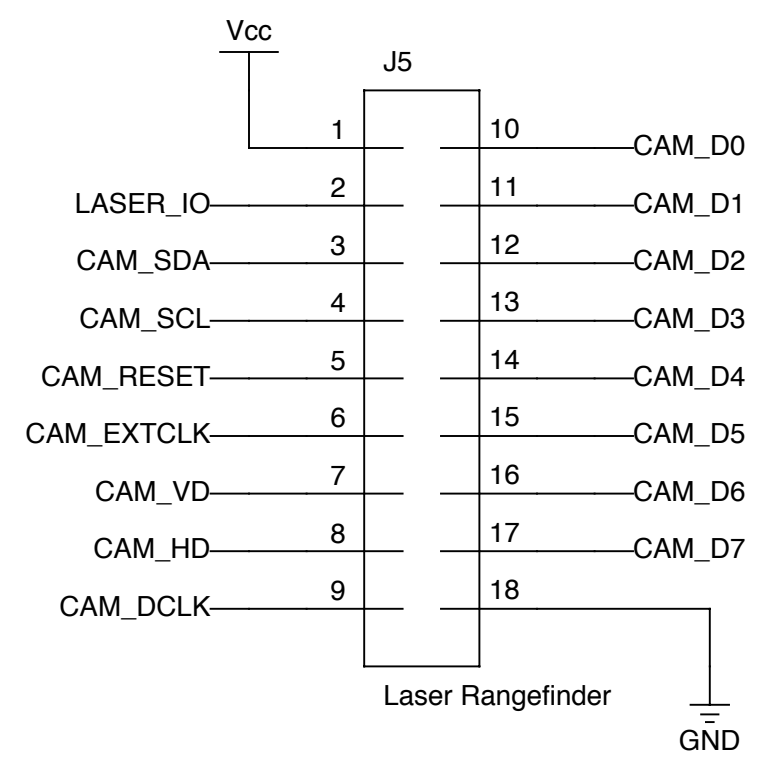 Vcc
J5
1 10 CAM_D0
LASER_IO 2 11 CAM_D1
CAM_SDA 3 12 CAM_D2
CAM_SCL 4 13 CAM_D3
CAM_RESET 5 14 CAM_D4
CAM_EXTCLK 6 15 CAM_D5
CAM_VD 7 16 CAM_D6
CAM_HD 8 17 CAM_D7
CAM_DCLK 9 18
Laser Rangefinder
GND